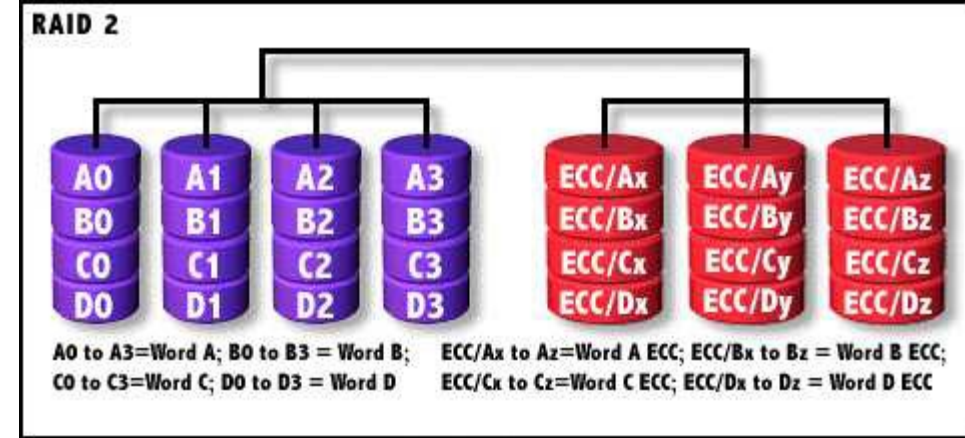 RAID 2
A0 A1 A2 A3 ECC/Ax ECC/Ay ECC/Az
B0 B1 B2 B3 ECC/Bx ECC/By ECC/Bz
C0 C1 C2 C3 ECC/Cx ECC/Cy ECC/Cz
D0 D1 D2 D3 ECC/Dx ECC/Dy ECC/Dz
A0 to A3=Word A; B0 to B3 = Word B; ECC/Ax to Az=Word A ECC; ECC/Bx to Bz = Word B ECC;
C0 to C3=Word C; D0 to D3 = Word D ECC/Cx to Cz=Word C ECC; ECC/Dx to Dz = Word D ECC